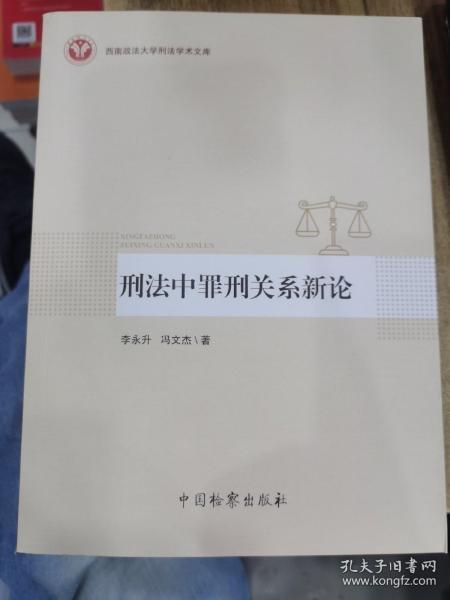 西南政法大学刑法学术文库
XINGFAZHONG
ZUIXING GUANXI XINLUN
刑法中罪刑关系新论
李永升 冯文杰\著
中国检察出版社
孔夫子旧书网
www.kongfz.com